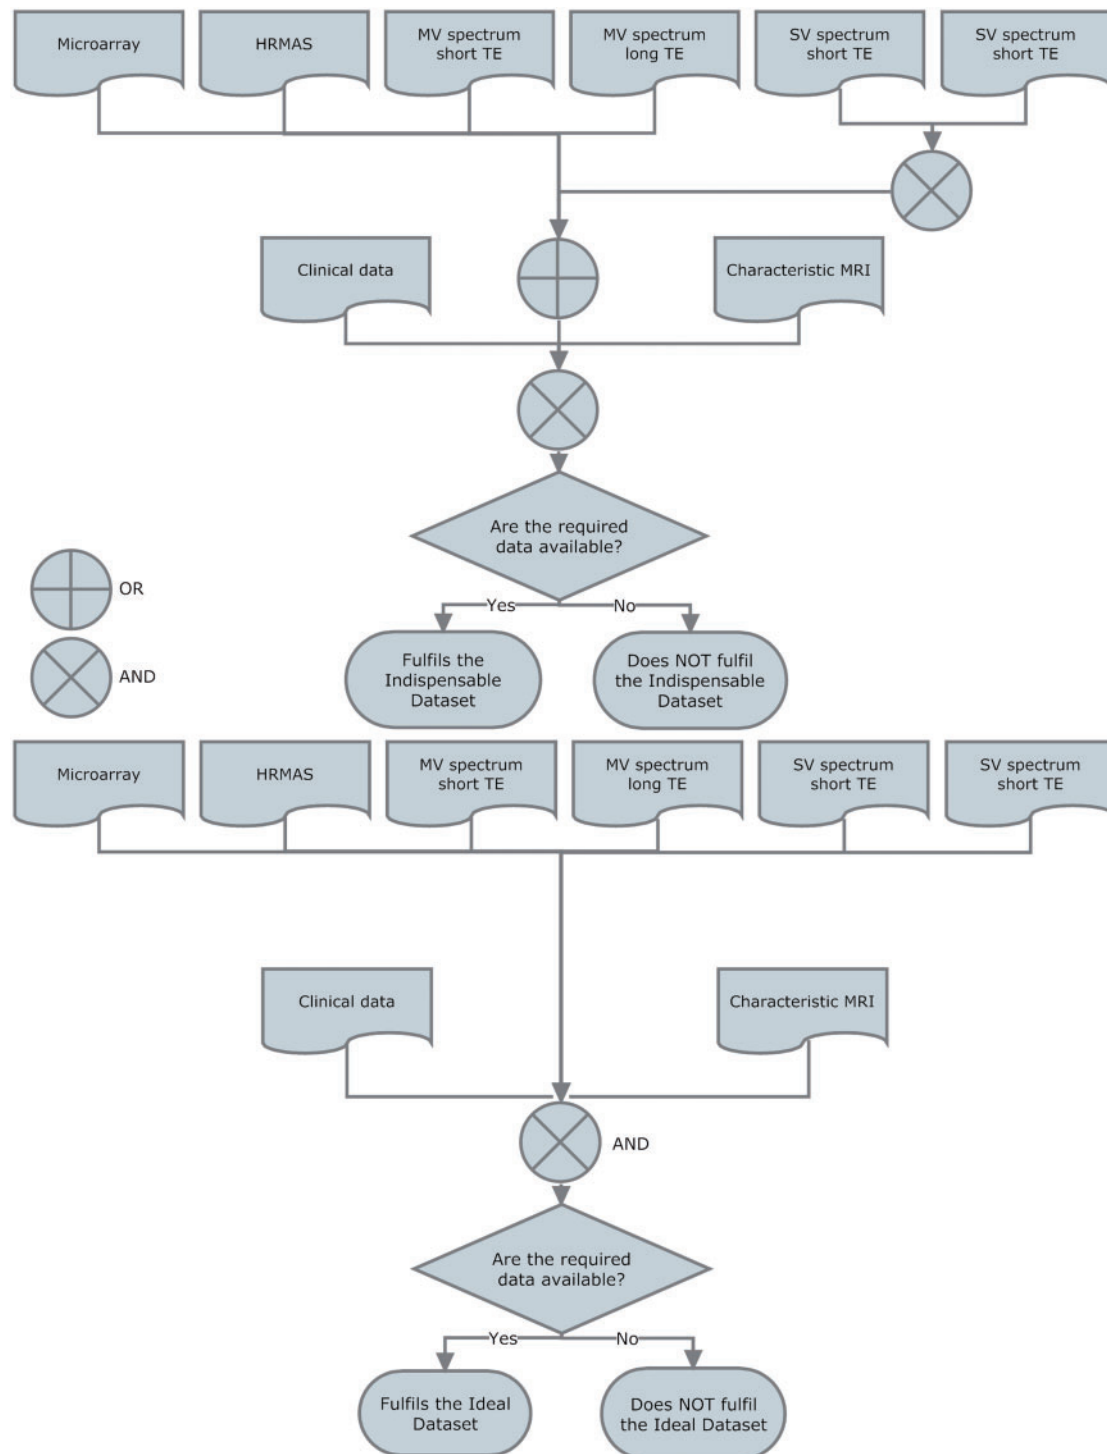 Microarray
HRMAS
MV spectrum
short TE
MV spectrum
long TE
SV spectrum
short TE
SV spectrum
short TE
Clinical data
Characteristic MRI
Are the required
data available?
OR
Yes
No
AND
Fulfils the
Indispensable
Dataset
Does NOT fulfil
the Indispensable
Dataset
Microarray
HRMAS
MV spectrum
short TE
MV spectrum
long TE
SV spectrum
short TE
SV spectrum
short TE
Clinical data
Characteristic MRI
AND
Are the required
data available?
Yes
No
Fulfils the Ideal
Dataset
Does NOT fulfil
the Ideal Dataset